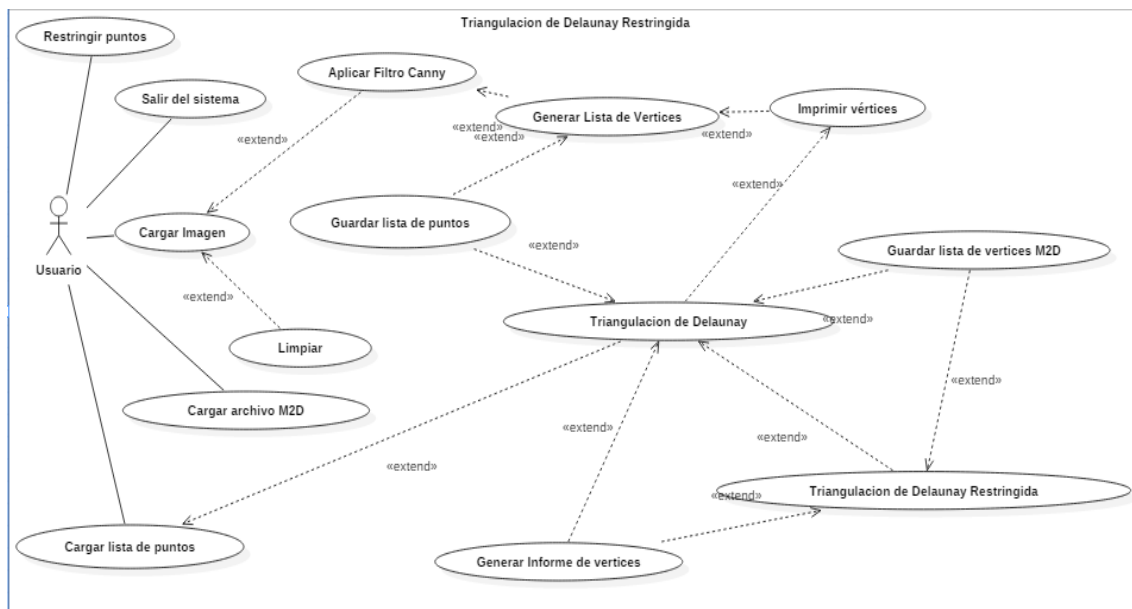 Triangulacion de Delaunay Restringida
Restringir puntos
Aplicar Filtro Canny
Salir del sistema
Imprimir vértices
Generar Lista de Vertices
«extend»
«extend»
«extend»
«extend»
«extend»
Guardar lista de puntos
Cargar Imagen
«extend»
Guardar lista de vertices M2D
Usuario
«extend»
Triangulacion de Delaunay
«extend»
Limpiar
«extend»
Cargar archivo M2D
«extend»
«extend»
«extend»
Triangulacion de Delaunay Restringida
«extend»
Cargar lista de puntos
Generar Informe de vertices